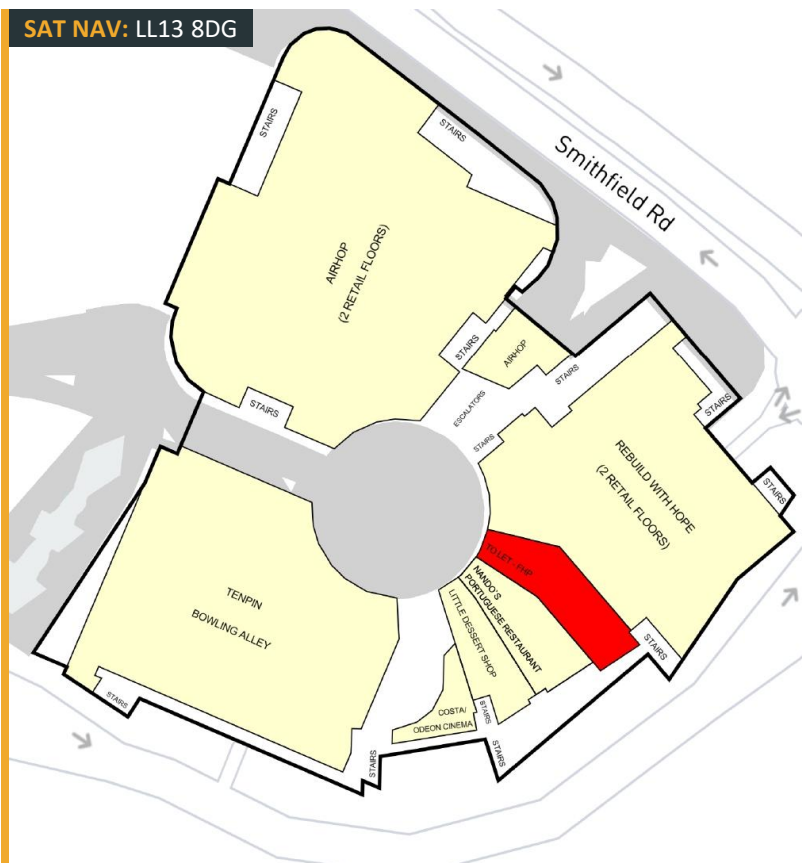 SAT NAV: LL13 8DG
Smithfield Rd
STAIRS
STAIRS
AIRHOP
(2 RETAIL FLOORS)
STAIRS
AIRHOP
STAIRS
STAIRS
ESCALATORS
STAIRS
STAIRS
REBUILD WITH HOPE
(2 RETAIL FLOORS)
STAIRS
TO LET - FHP
NANDO'S
PORTUGUESE RESTAURANT
LITTLE DESSERT SHOP
TENPIN
BOWLING ALLEY
STAIRS
COSTA/
ODEON CINEMA
STAIRS
STAIRS
STAIRS
STAIRS